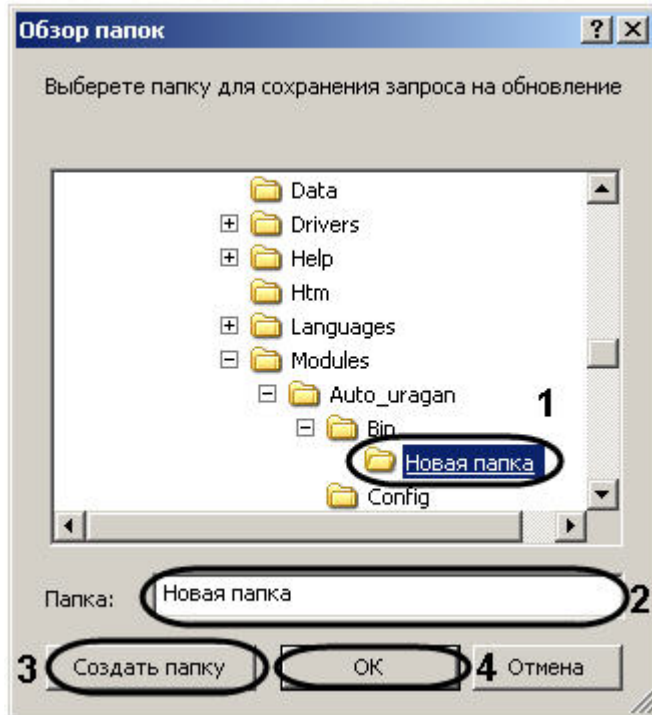 Обзор папок
Выберете папку для сохранения запроса на обновление
Data
Drivers
Help
Htm
Languages
Modules
Auto_uragan
1
Bin
Новая папка
Config
Папка: Новая папка 2
3 Создать папку ОК 4 Отмена